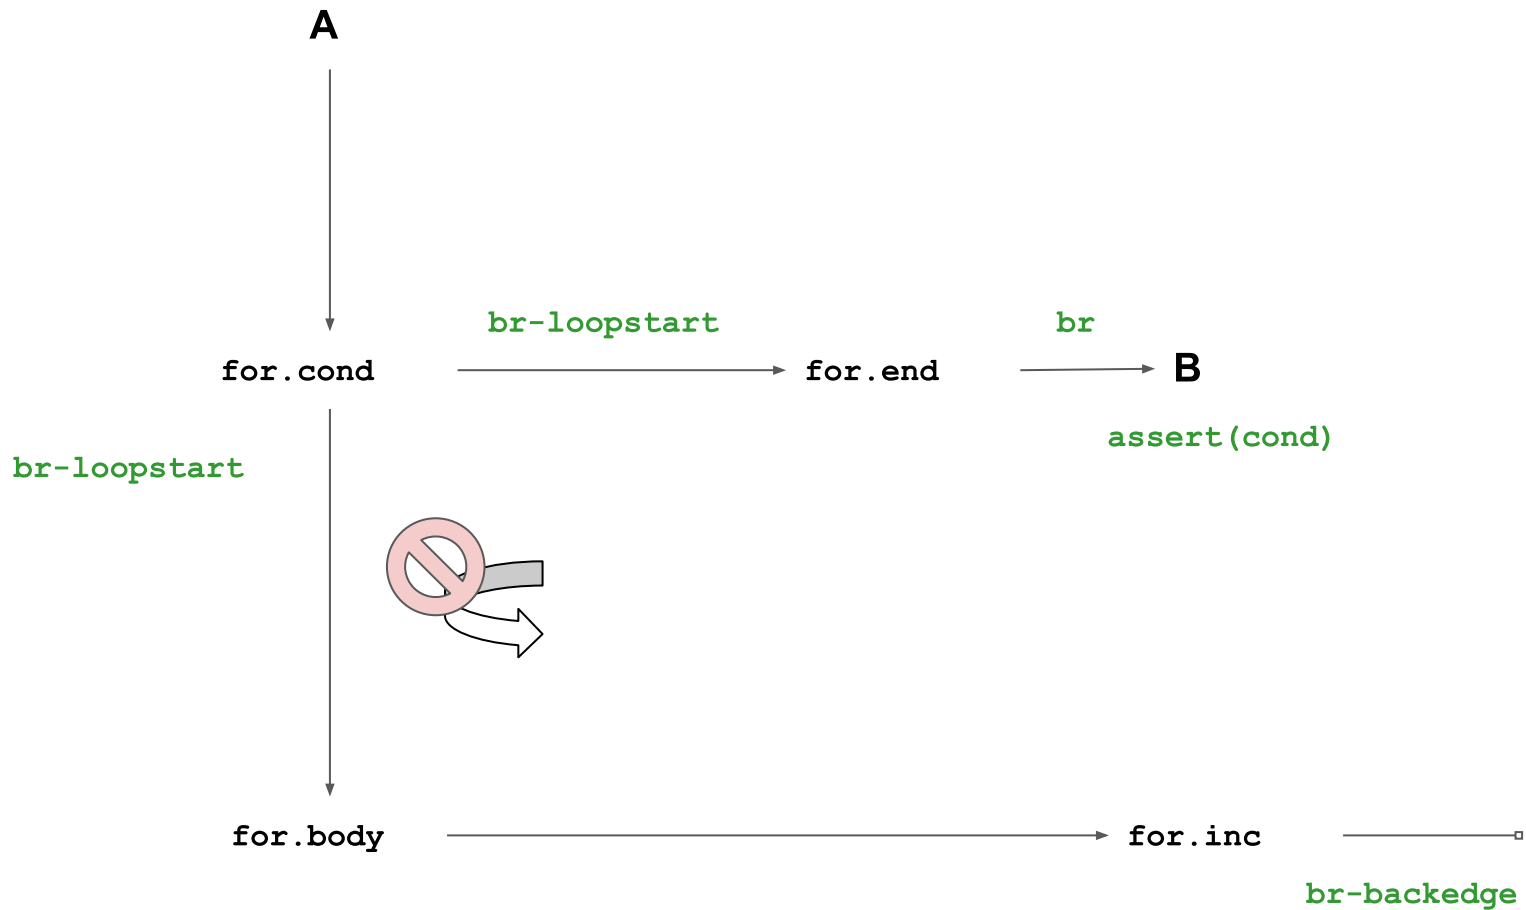 A
br-loopstart
br
for.cond
for.end
B
assert(cond)
br-loopstart
for.body
for.inc
br-backedge